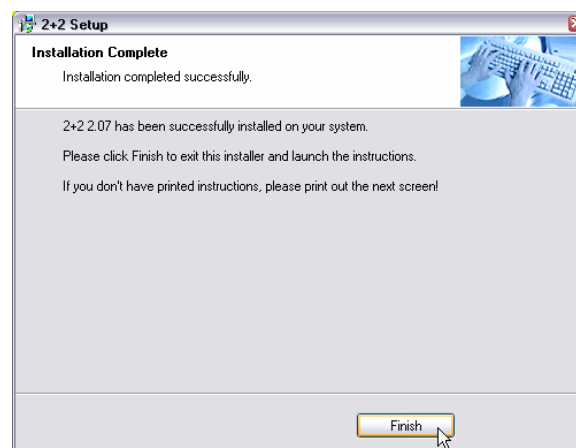 2+2 Setup
Installation Complete
Installation completed successfully.
2+2 2.07 has been successfully installed on your system.
Please click Finish to exit this installer and launch the instructions.
If you don't have printed instructions, please print out the next screen!
Finish